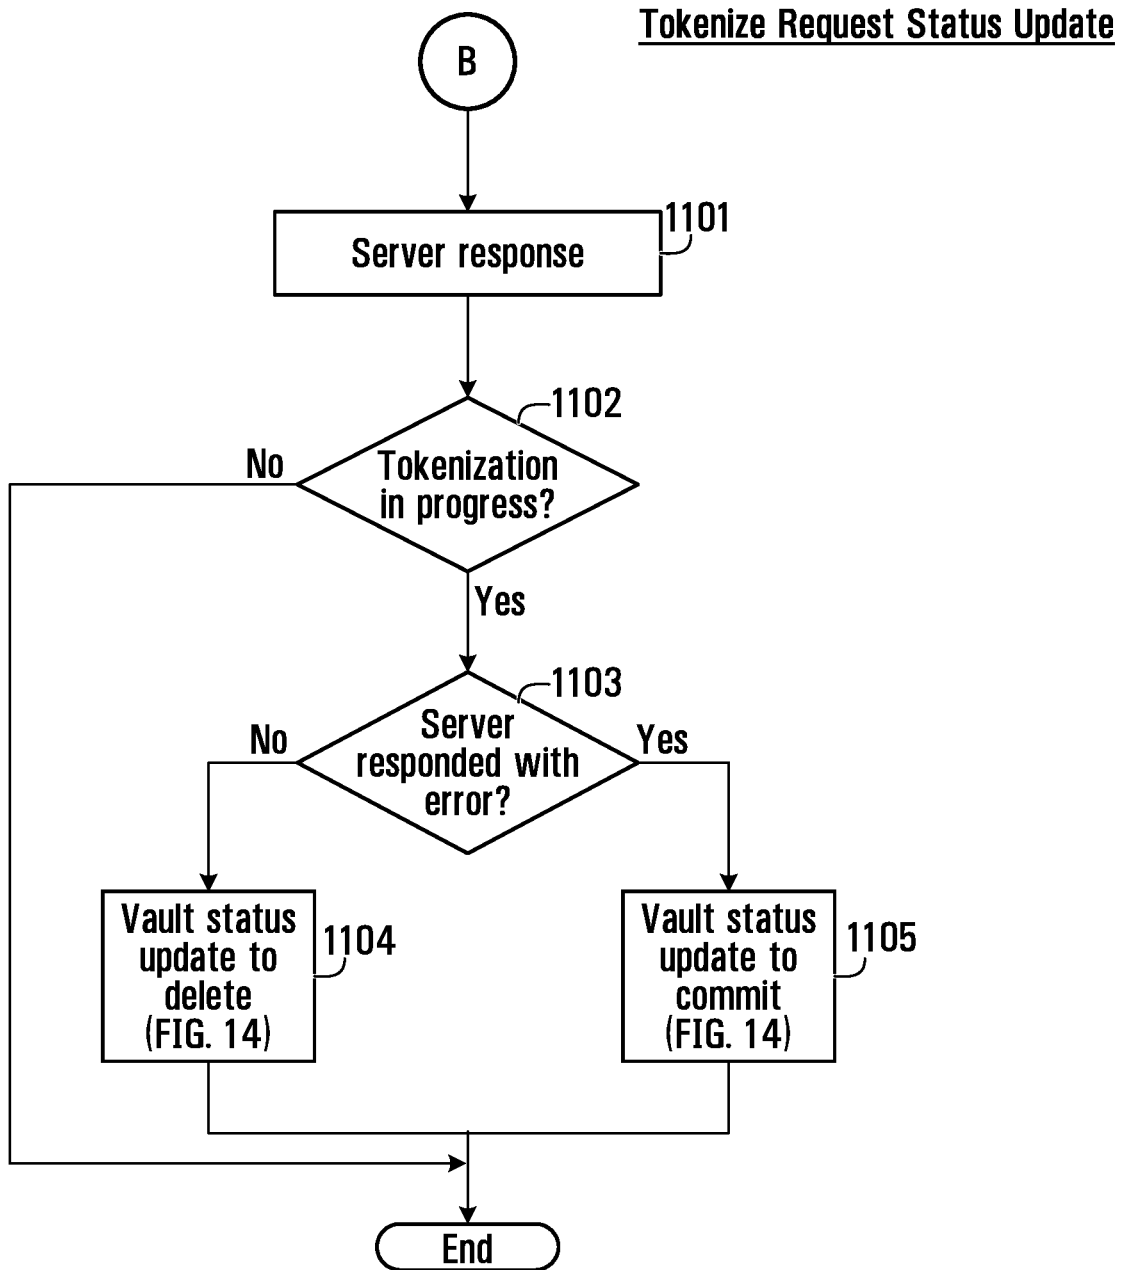 Tokenize Request Status Update
B
1101
Server response
1102
No
Tokenization
in progress?
Yes
1103
No
Server
responded with
error?
Yes
Vault status
update to
delete
(FIG. 14)
1104
Vault status
update to
commit
(FIG. 14)
1105
End